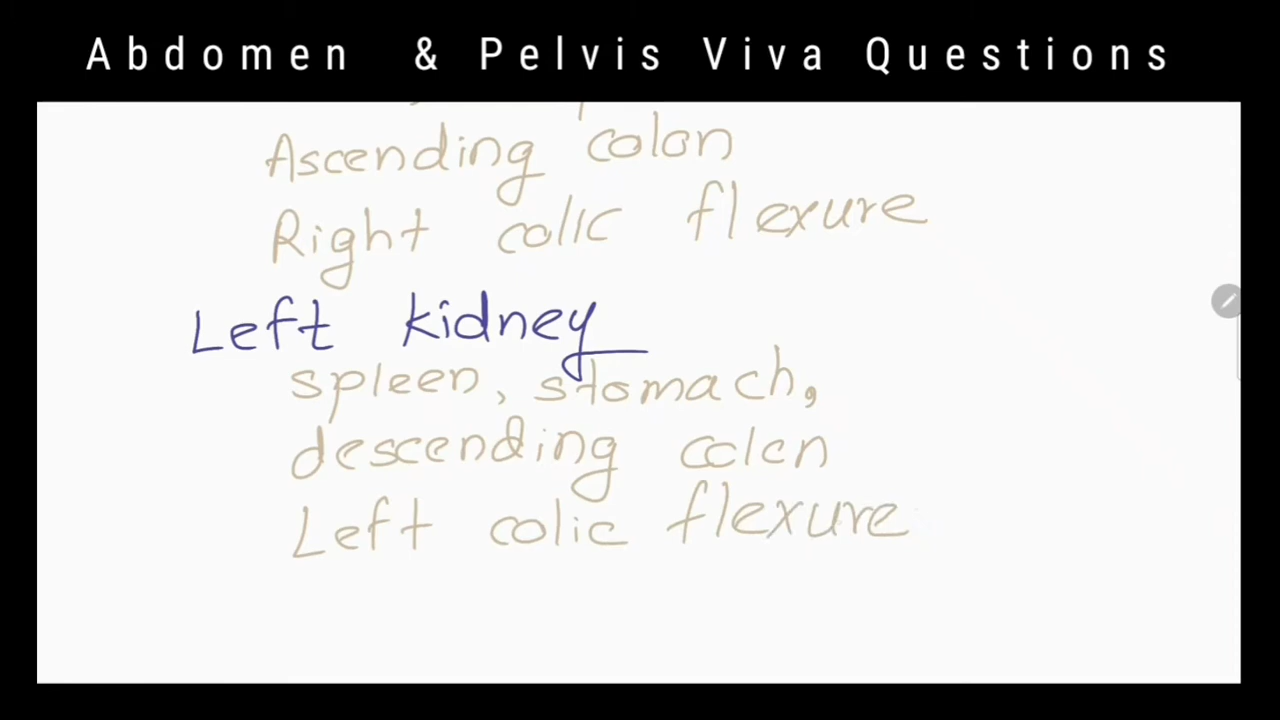 Abdomen & Pelvis Viva Questions
Ascending colon
Right colic flexure
Left kidney
spleen, stomach,
descending colon
Left colic flexure